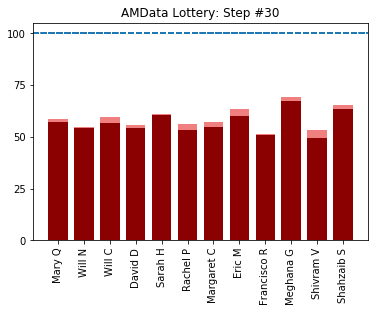 AMData Lottery: Step #30
100
75
50
25
0
Mary Q
Will N
Will C
David D
Sarah H
Rachel P
Margaret C
Eric M
Francisco R
Meghana G
Shivram V
Shahzaib S